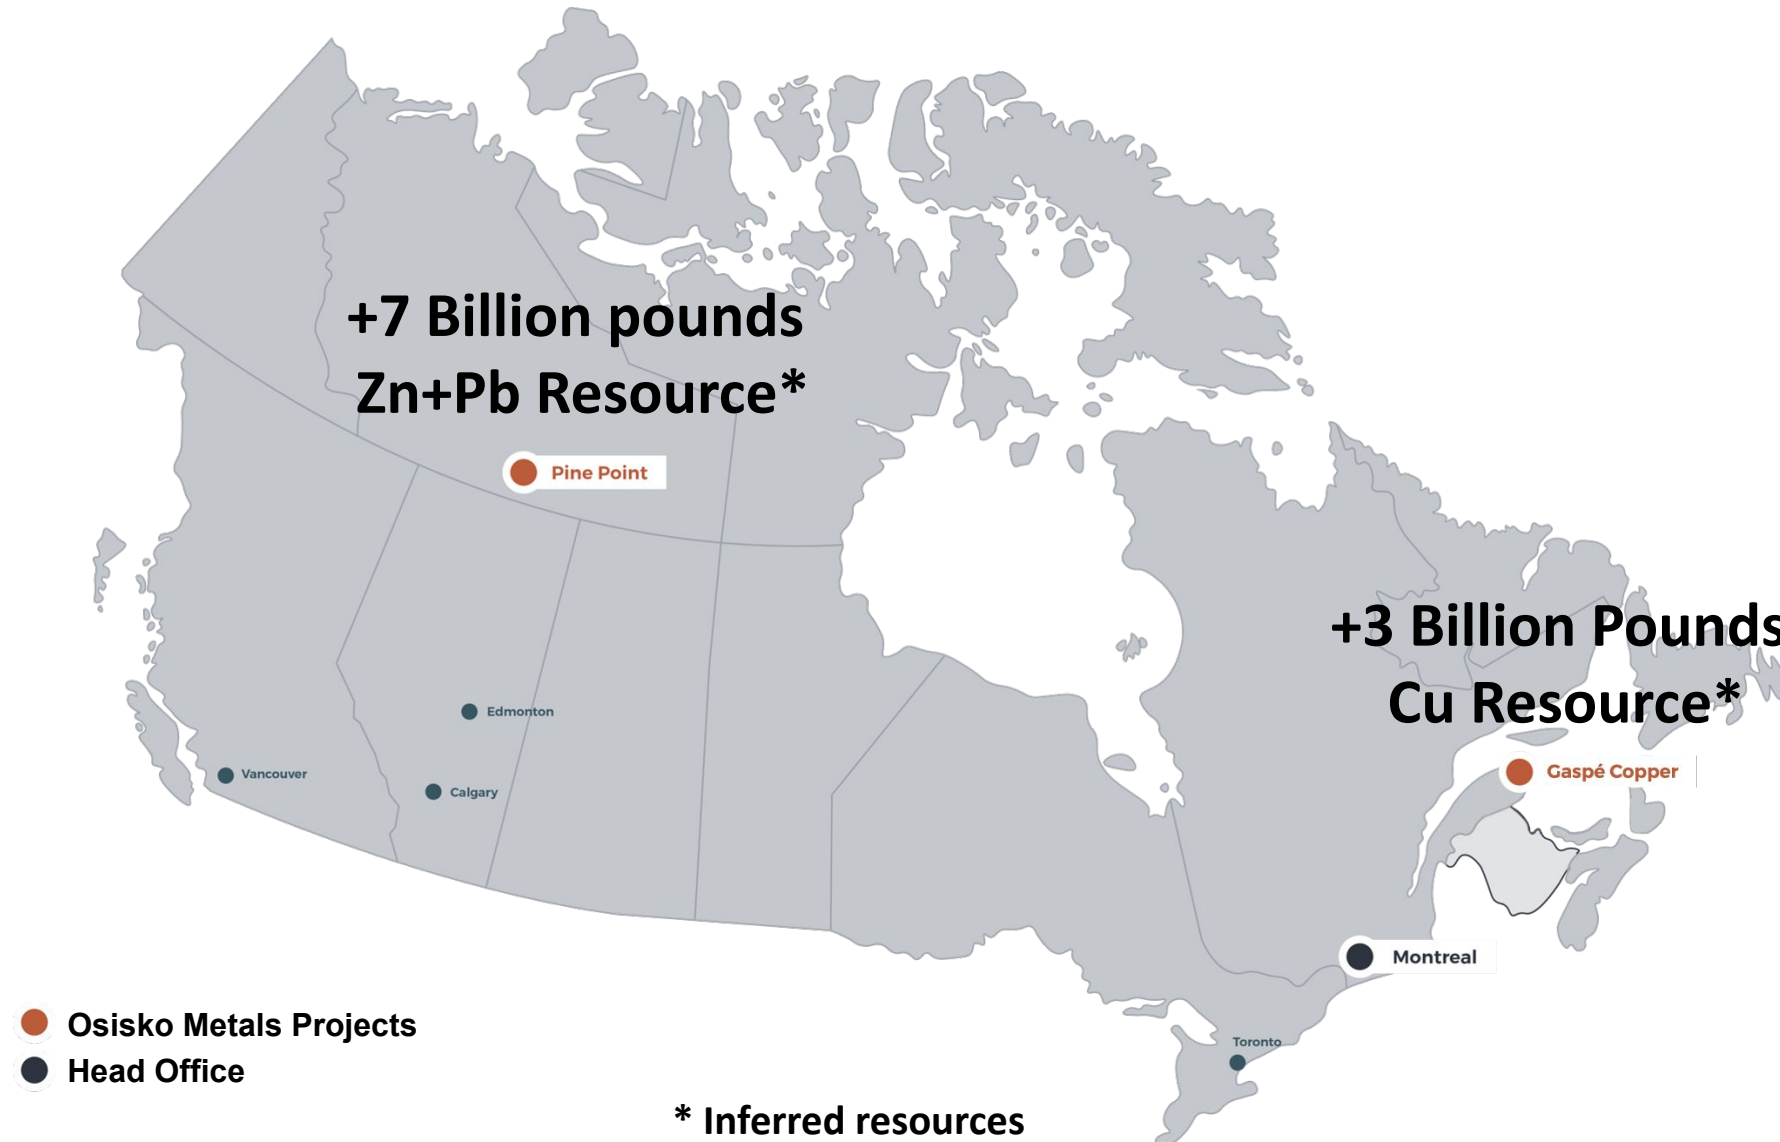 +7 Billion pounds
Zn+Pb Resource*
Pine Point
+3 Billion Pounds
Cu Resource*
Edmonton
Vancouver
Calgary
Gaspé Copper
Montreal
Osisko Metals Projects
Head Office
Toronto
* Inferred resources